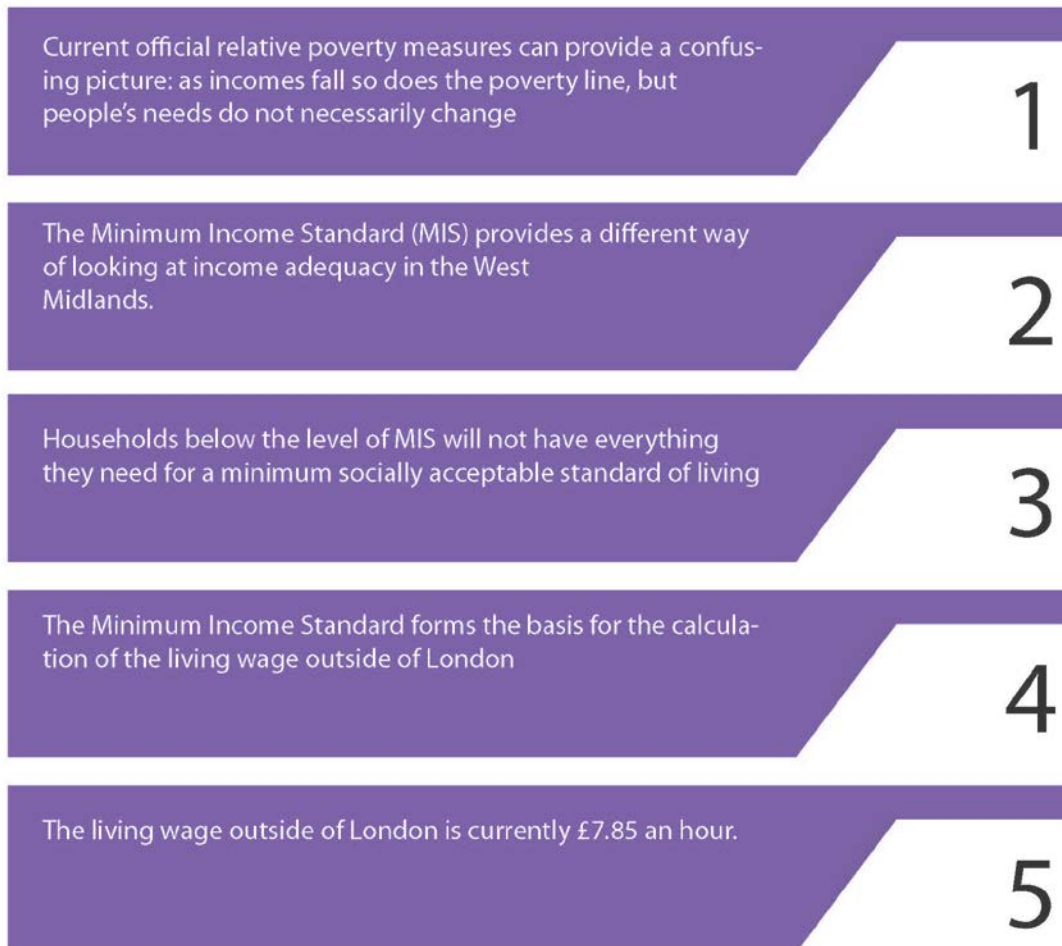 Current official relative poverty measures can provide a confus-
ing picture: as incomes fall so does the poverty line, but
people’s needs do not necessarily change
1
The Minimum Income Standard (MIS) provides a different way
of looking at income adequacy in the West
Midlands.
2
Households below the level of MIS will not have everything
they need for a minimum socially acceptable standard of living
3
The Minimum Income Standard forms the basis for the calcula-
tion of the living wage outside of London
4
The living wage outside of London is currently £7.85 an hour.
5